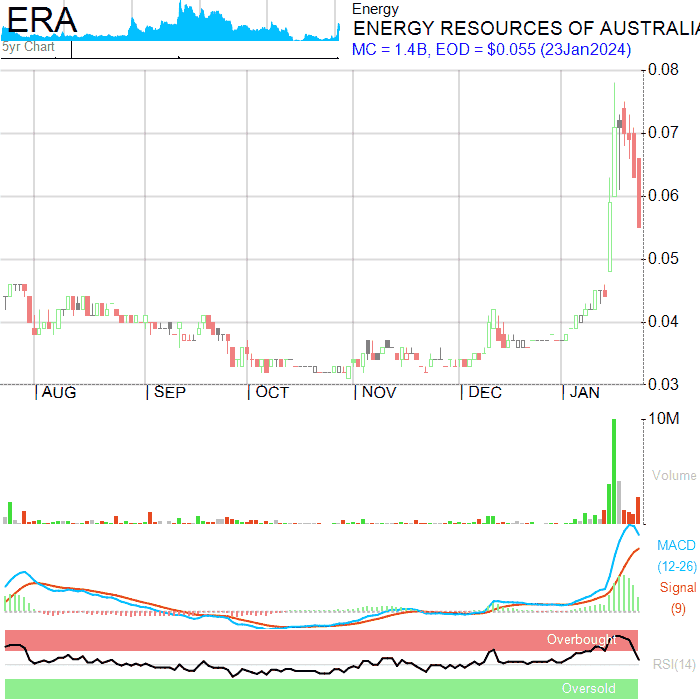 ERA
5yr Chart
Energy
ENERGY RESOURCES OF AUSTRALIA
MC = 1.4B, EOD = $0.055 (23Jan2024)
0.08
0.07
0.06
0.05
0.04
0.03
AUG SEP OCT NOV DEC JAN
10M
Volume
MACD
(12-26)
Signal
(9)
Overbought
RSI(14)
Oversold